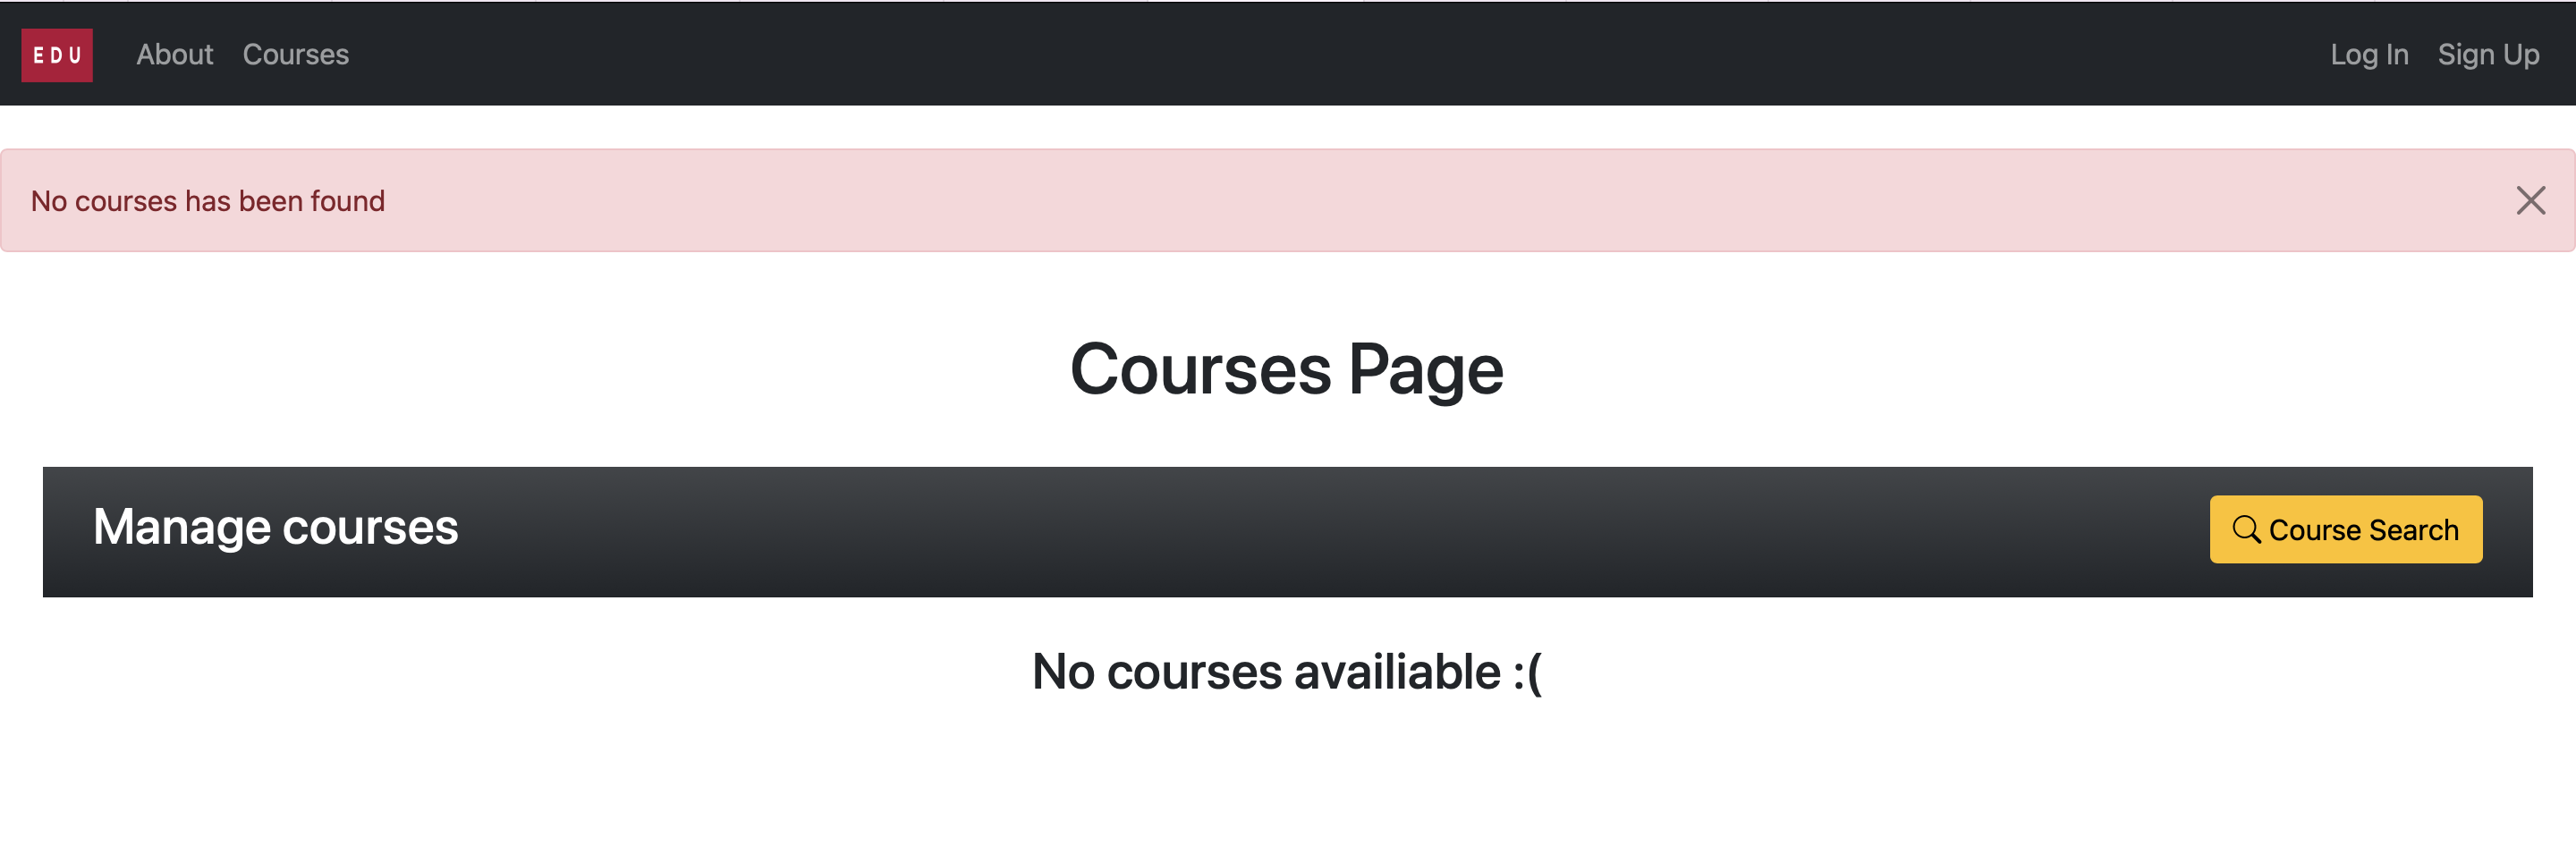 EDU About Courses Log In Sign Up
No courses has been found
Courses Page
Manage courses Course Search
No courses availiable :(